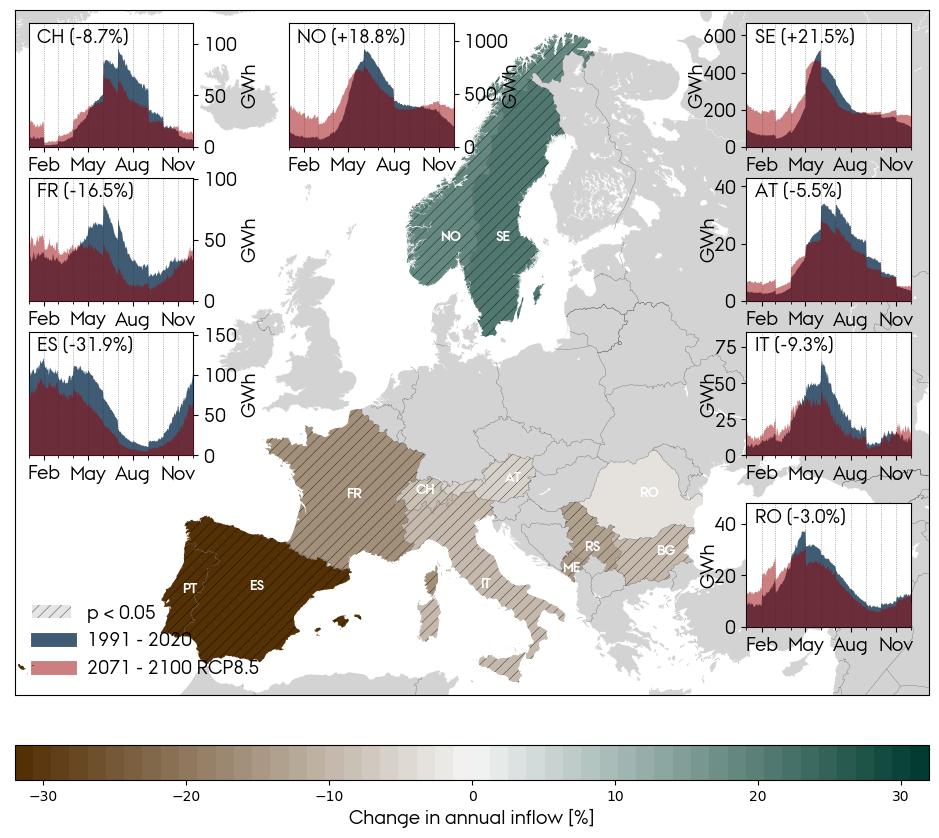 CH (-8.7%)
100
50
0
GWh
Feb May Aug Nov
NO (+18.8%)
1000
500
0
GWh
Feb May Aug Nov
SE (+21.5%)
600
400
200
0
GWh
Feb May Aug Nov
FR (-16.5%)
100
50
0
GWh
Feb May Aug Nov
AT (-5.5%)
40
20
0
GWh
Feb May Aug Nov
ES (-31.9%)
150
100
50
0
GWh
Feb May Aug Nov
IT (-9.3%)
75
50
25
0
GWh
Feb May Aug Nov
RO (-3.0%)
40
20
0
GWh
Feb May Aug Nov
NO
SE
FR
CH
AT
RO
RS
BG
ME
IT
PT
ES
p < 0.05
1991 - 2020
2071 - 2100 RCP8.5
−30 −20 −10 0 10 20 30
Change in annual inflow [%]